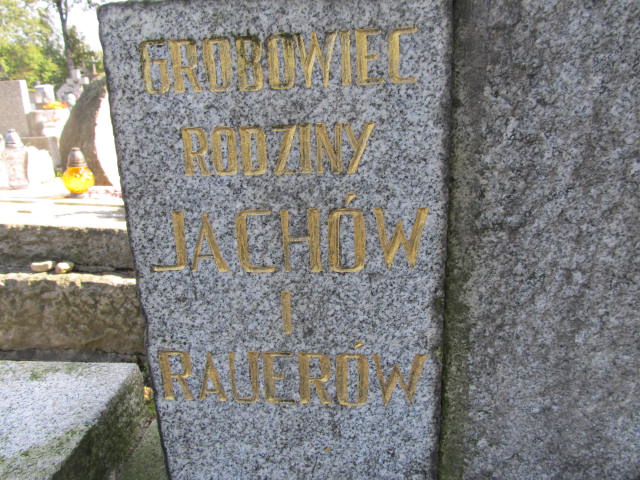 GROBOWIEC
RODZINY
JACHÓW
I
RAUERÓW